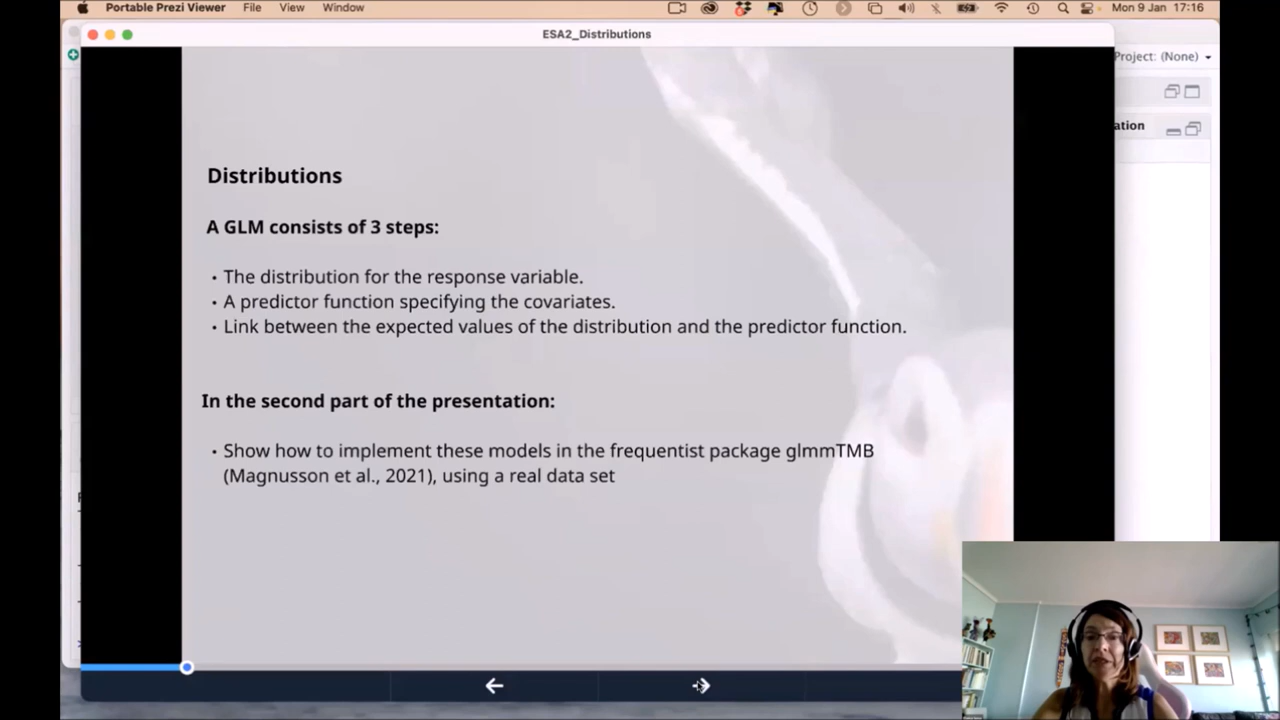 Portable Prezi Viewer File View Window Mon 9 Jan 17:16
ESA2_Distributions
Project: (None)
ation
Distributions
A GLM consists of 3 steps:
· The distribution for the response variable.
· A predictor function specifying the covariates.
· Link between the expected values of the distribution and the predictor function.
In the second part of the presentation:
· Show how to implement these models in the frequentist package glmmTMB
(Magnusson et al., 2021), using a real data set